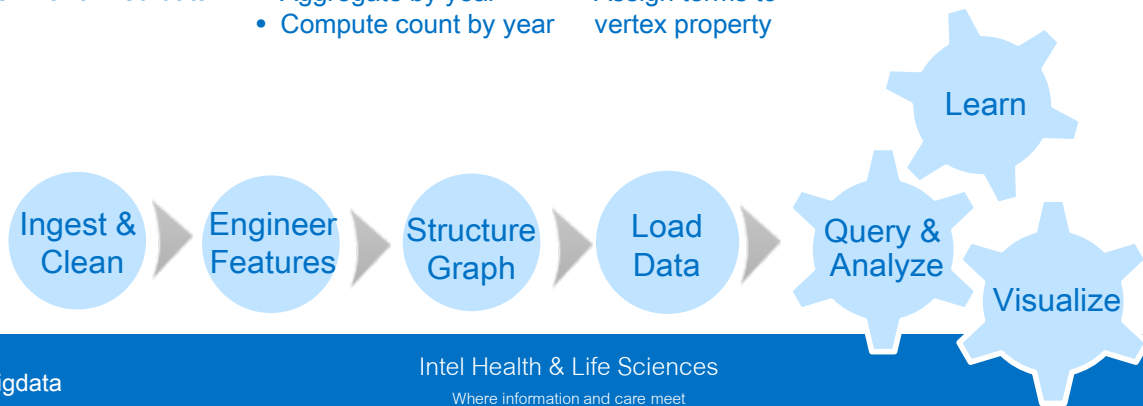 • Compute count by year
vertex property
Learn
Ingest &
Clean
Engineer
Features
Structure
Graph
Load
Data
Query &
Analyze
Visualize
Intel Health & Life Sciences
Where information and care meet
igdata